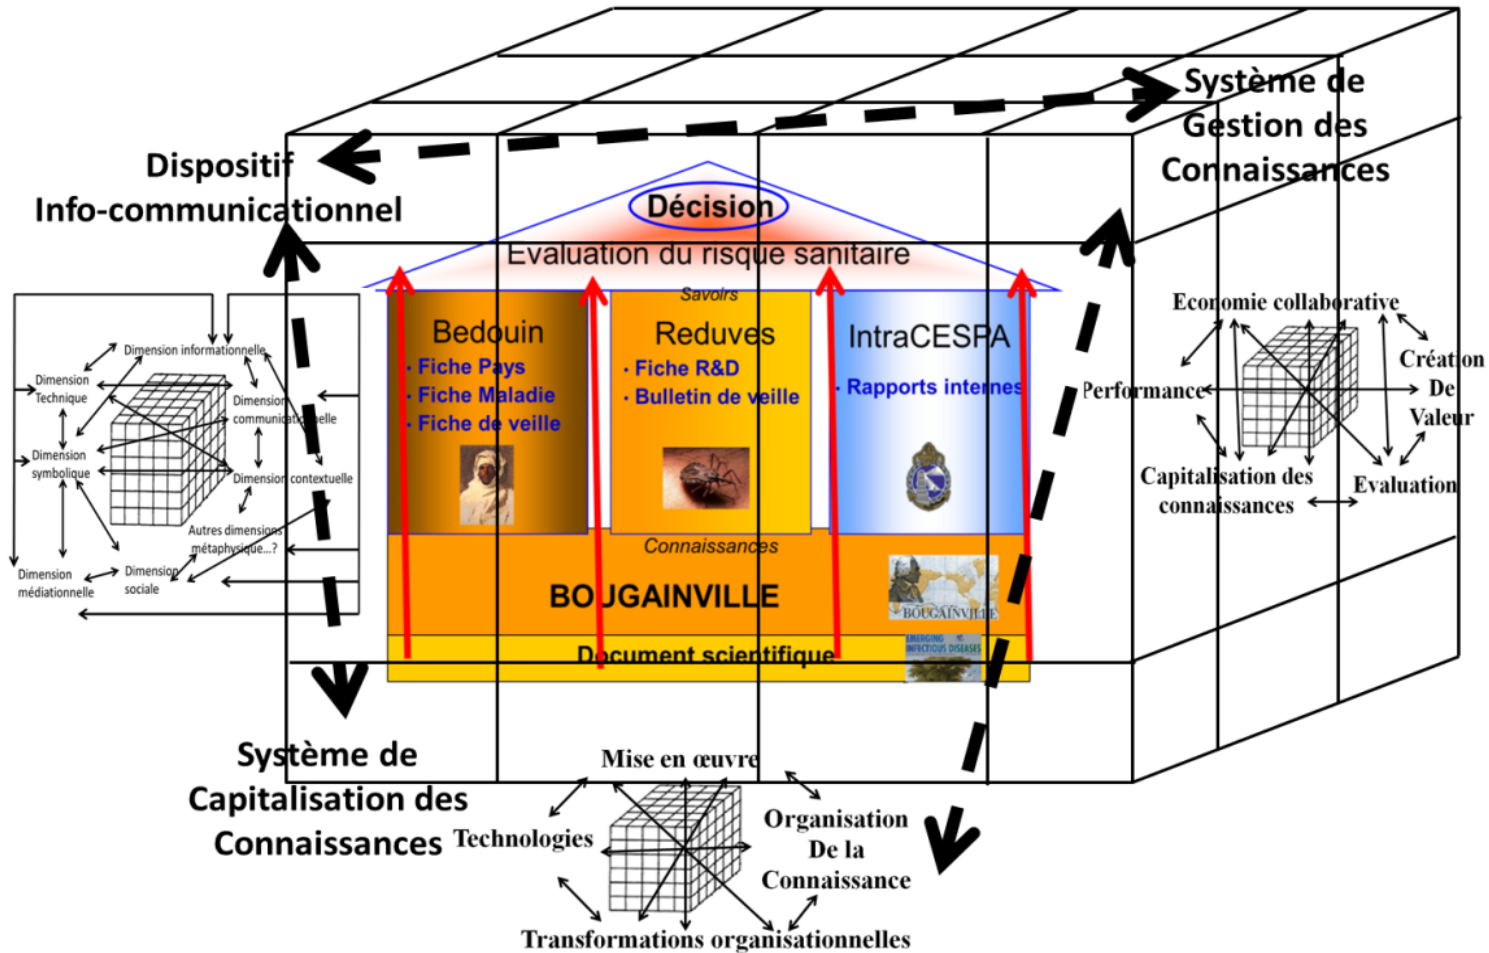 Système de
Gestion des
Connaissances
Dispositif
Info-communicationnel
Décision
Evaluation du risque sanitaire
Savoirs
Bedouin
· Fiche Pays
· Fiche Maladie
· Fiche de veille
Reduves
· Fiche R&D
· Bulletin de veille
IntraCESPA
· Rapports internes
Connaissances
BOUGAINVILLE
BOUGAINVILLE
Document scientifique
EMERGING
INFECTIOUS DISEASES
Dimension informationnelle
Dimension
Technique
Dimension
communicationnelle
Dimension
symbolique
Dimension contextuelle
Autres dimensions
métaphysique...?
Dimension
médiationnelle
Dimension
sociale
Economie collaborative
Création
De
Valeur
Performance
Capitalisation des
connaissances
Evaluation
Système de
Capitalisation des
Connaissances
Mise en œuvre
Technologies
Organisation
De la
Connaissance
Transformations organisationnelles